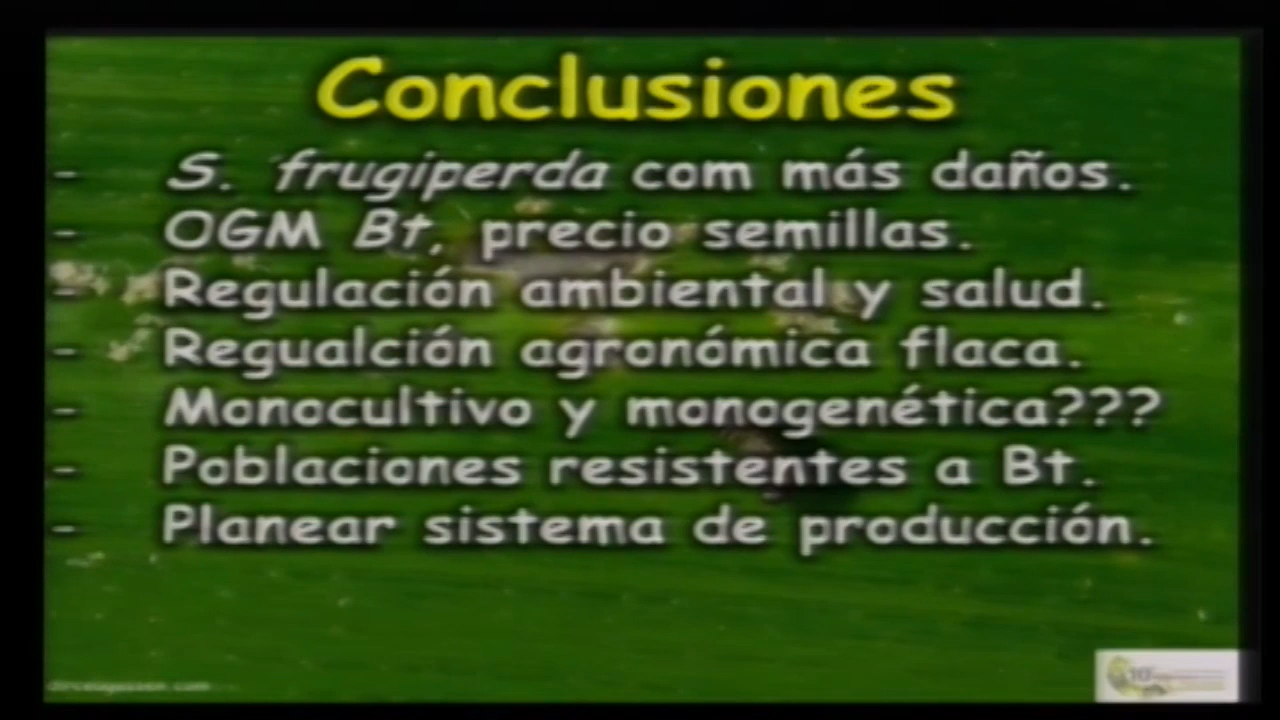 Conclusiones
- S. frugiperda com más daños.
- OGM Bt, precio semillas.
- Regulación ambiental y salud.
- Regualción agronómica flaca.
- Monocultivo y monogenética???
- Poblaciones resistentes a Bt.
- Planear sistema de producción.